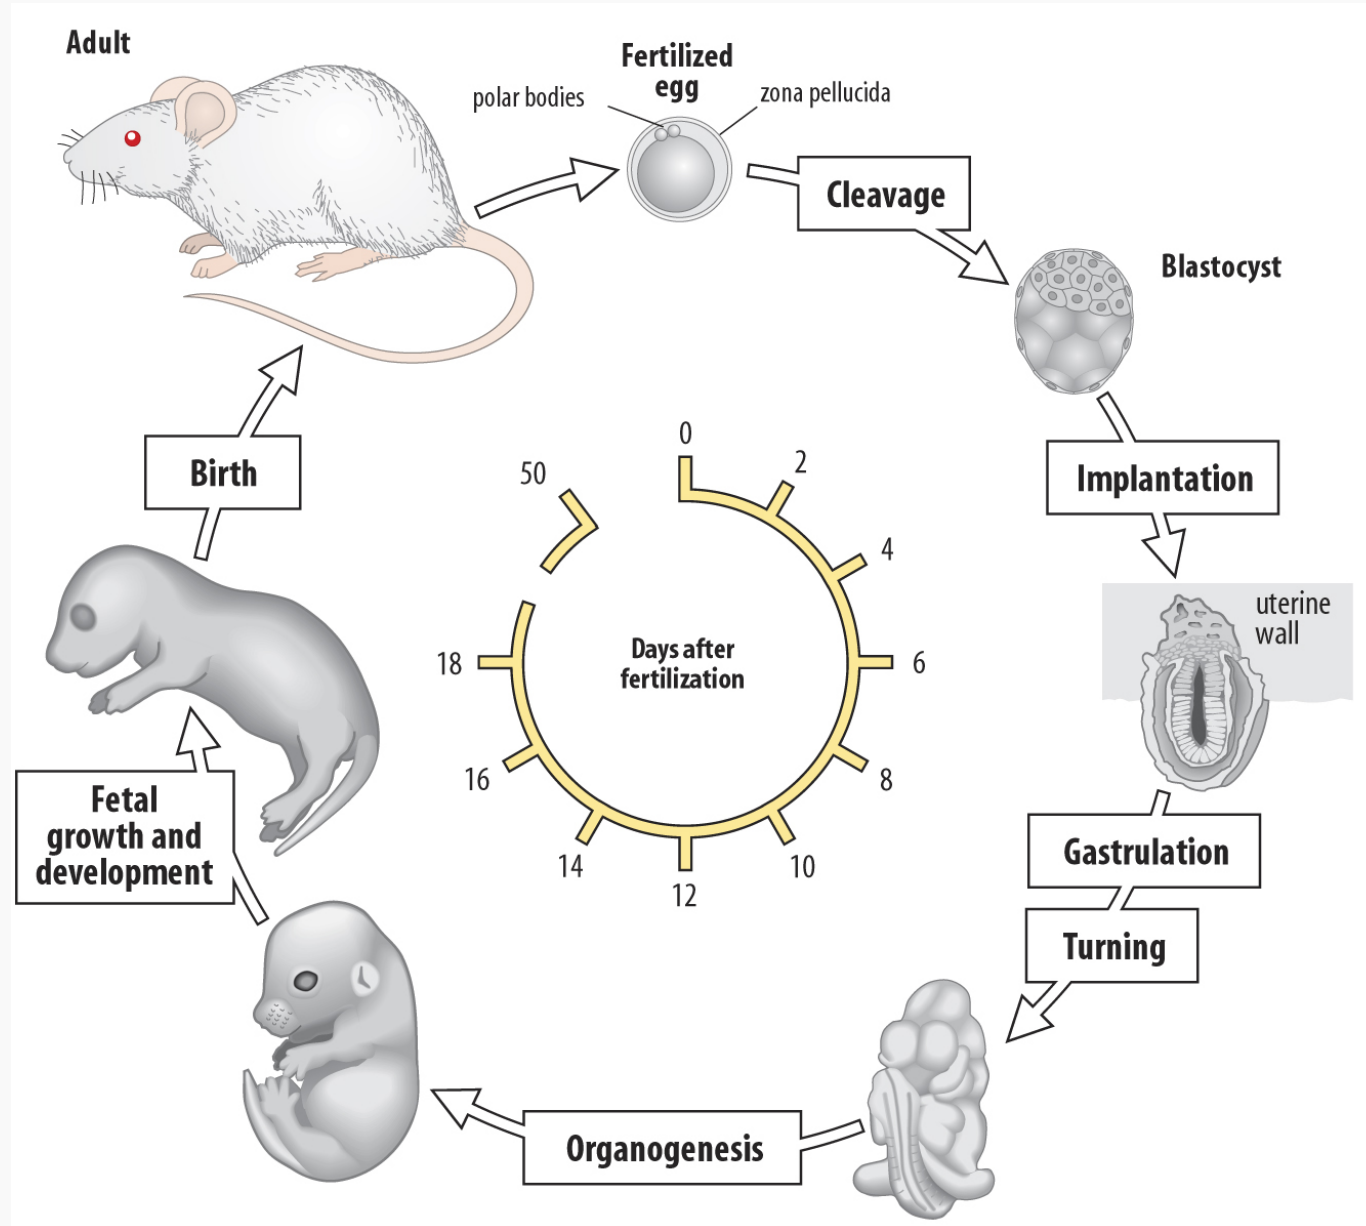 Adult
Fertilized
egg
polar bodies
zona pellucida
Cleavage
Blastocyst
Implantation
uterine
wall
Gastrulation
Turning
Organogenesis
Fetal
growth and
development
Birth
0
2
4
6
8
10
12
14
16
18
50
Days after
fertilization